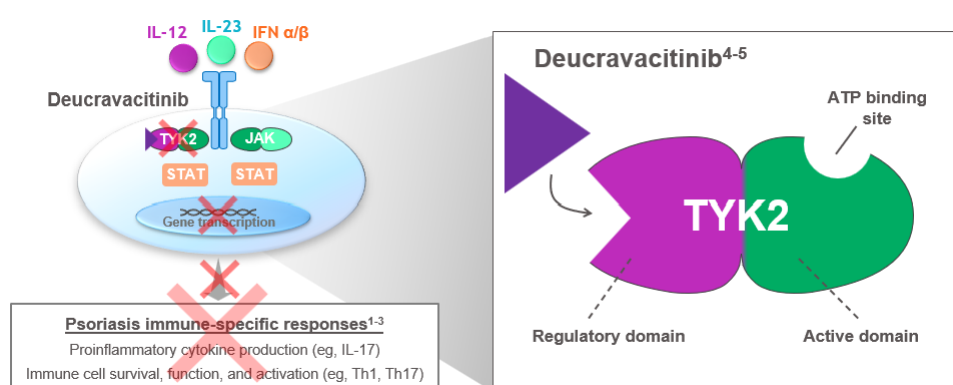 IL-12 IL-23 IFN α/β
Deucravacitinib
TYK2 JAK
STAT STAT
Gene transcription
Psoriasis immune-specific responses1-3
Proinflammatory cytokine production (eg, IL-17)
Immune cell survival, function, and activation (eg, Th1, Th17)
Deucravacitinib4-5
ATP binding
site
TYK2
Regulatory domain
Active domain